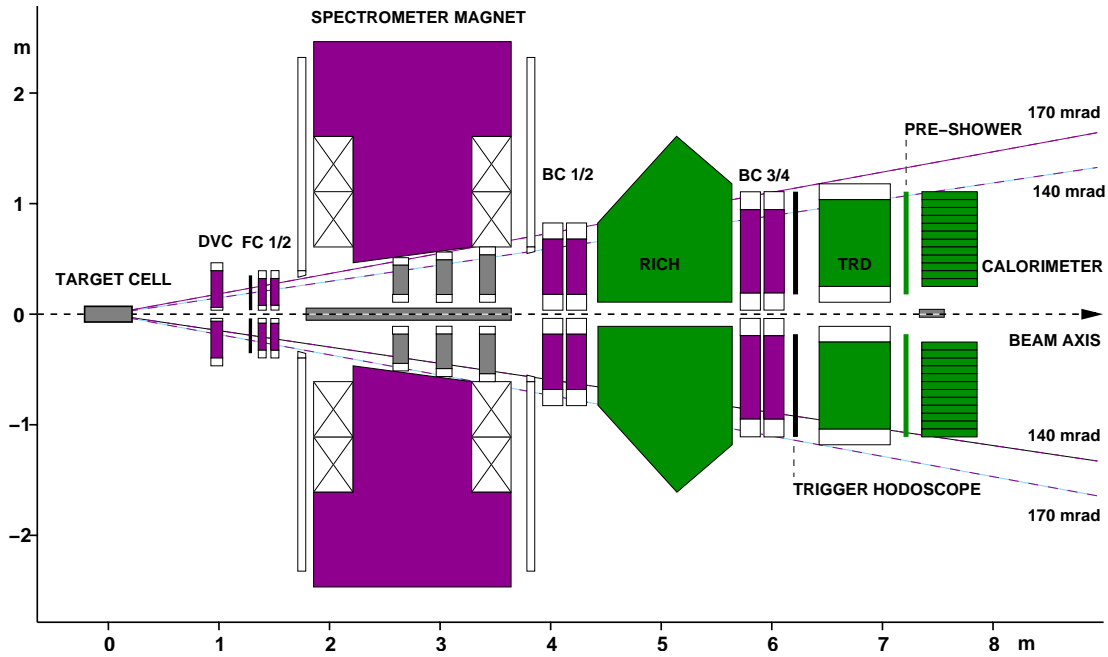 SPECTROMETER MAGNET
m
2
170 mrad
PRE−SHOWER
BC 1/2
BC 3/4
140 mrad
1
DVC
FC 1/2
RICH
TRD
CALORIMETER
TARGET CELL
0
BEAM AXIS
−1
140 mrad
TRIGGER HODOSCOPE
170 mrad
−2
0 1 2 3 4 5 6 7 8 m